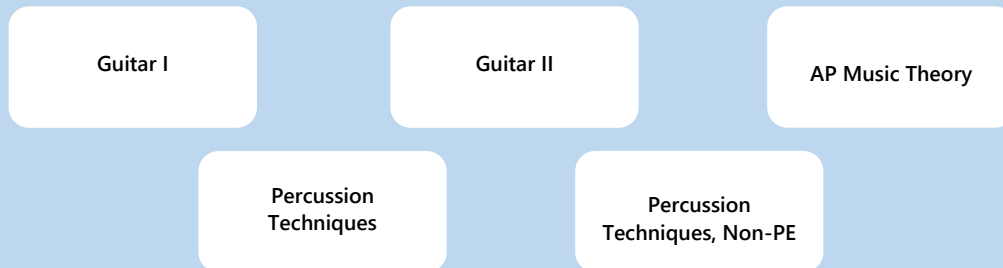 Guitar I
Guitar II
AP Music Theory
Percussion
Techniques
Percussion
Techniques, Non-PE